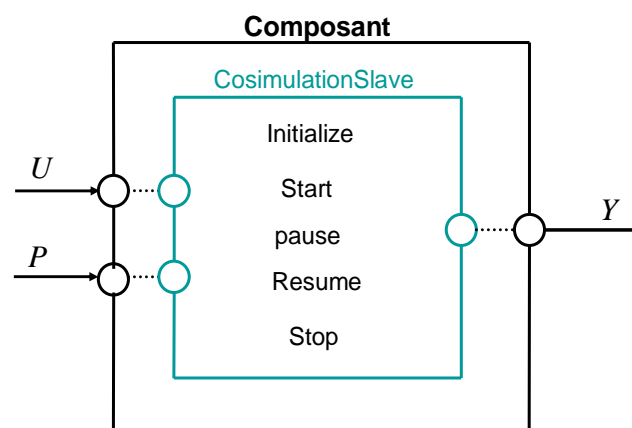 Composant
CosimulationSlave
Initialize
U
Start
Y
pause
P
Resume
Stop